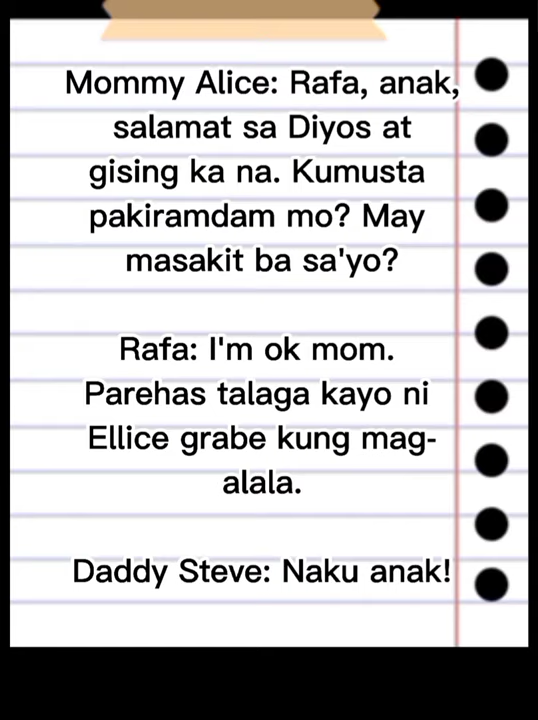 Mommy Alice: Rafa, anak,
salamat sa Diyos at
gising ka na. Kumusta
pakiramdam mo? May
masakit ba sa'yo?
Rafa: I'm ok mom.
Parehas talaga kayo ni
Ellice grabe kung mag-
alala.
Daddy Steve: Naku anak!